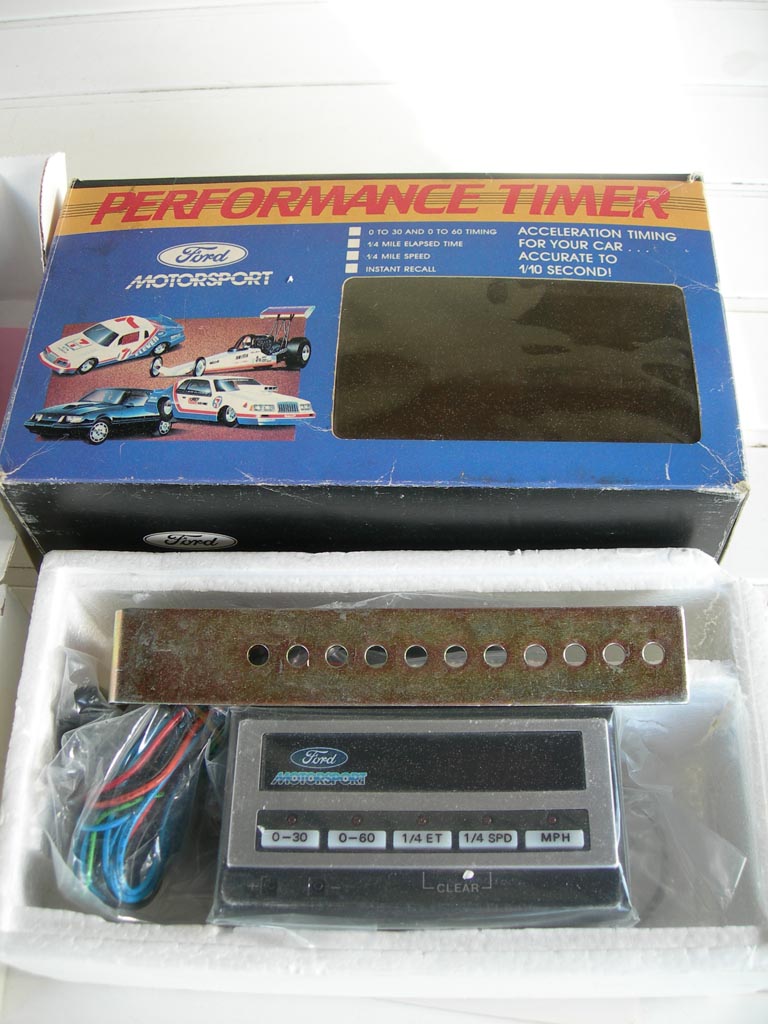 PERFORMANCE TIMER
Ford
MOTORSPORT
0 TO 30 AND 0 TO 60 TIMING
1/4 MILE ELAPSED TIME
1/4 MILE SPEED
INSTANT RECALL
ACCELERATION TIMING
FOR YOUR CAR . . .
ACCURATE TO
1/10 SECOND!
7
Ford
Ford
MOTORSPORT
0-30 0-60 1/4 ET 1/4 SPD MPH
+ -
CLEAR